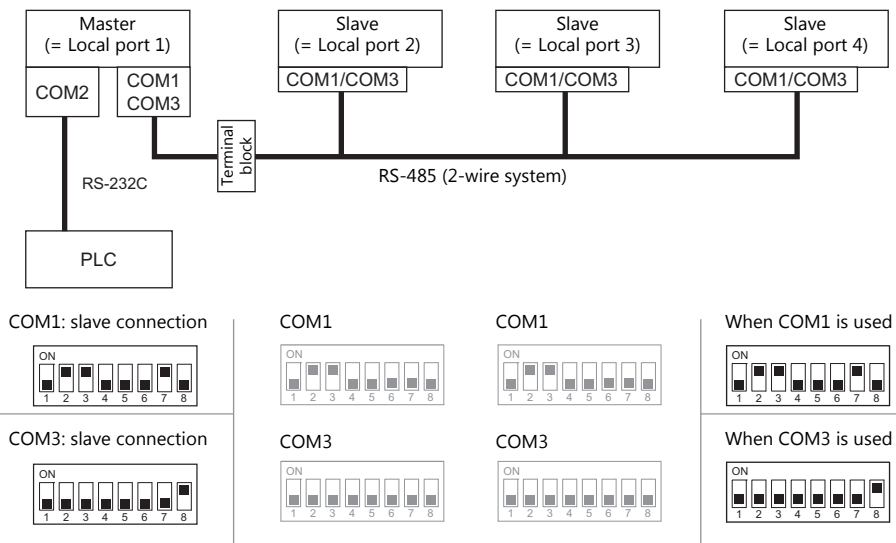 Master
(= Local port 1)
Slave
(= Local port 2)
Slave
(= Local port 3)
Slave
(= Local port 4)
COM2
COM1
COM3
COM1/COM3
COM1/COM3
COM1/COM3
Terminal
block
RS-485 (2-wire system)
RS-232C
PLC
COM1: slave connection
COM1
COM1
When COM1 is used
ON
1 2 3 4 5 6 7 8
ON
1 2 3 4 5 6 7 8
ON
1 2 3 4 5 6 7 8
ON
1 2 3 4 5 6 7 8
COM3: slave connection
COM3
COM3
When COM3 is used
ON
1 2 3 4 5 6 7 8
ON
1 2 3 4 5 6 7 8
ON
1 2 3 4 5 6 7 8
ON
1 2 3 4 5 6 7 8